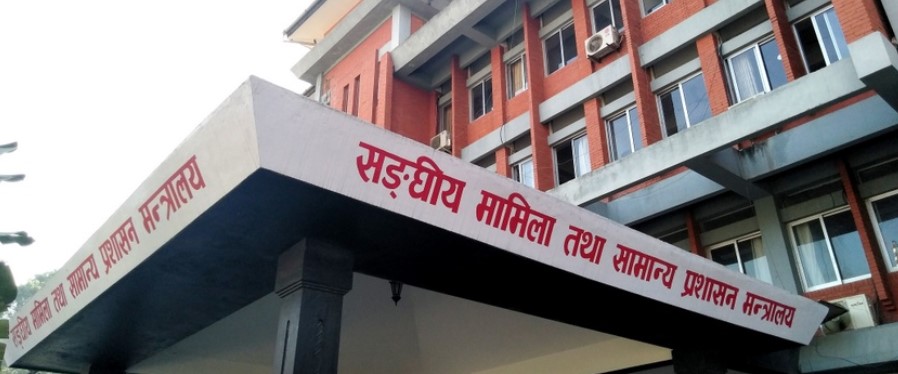 सङ्घीय मामिला तथा सामान्य प्रशासन मन्त्रालय
सङ्घीय मामिला तथा सामान्य प्रशासन मन्त्रालय